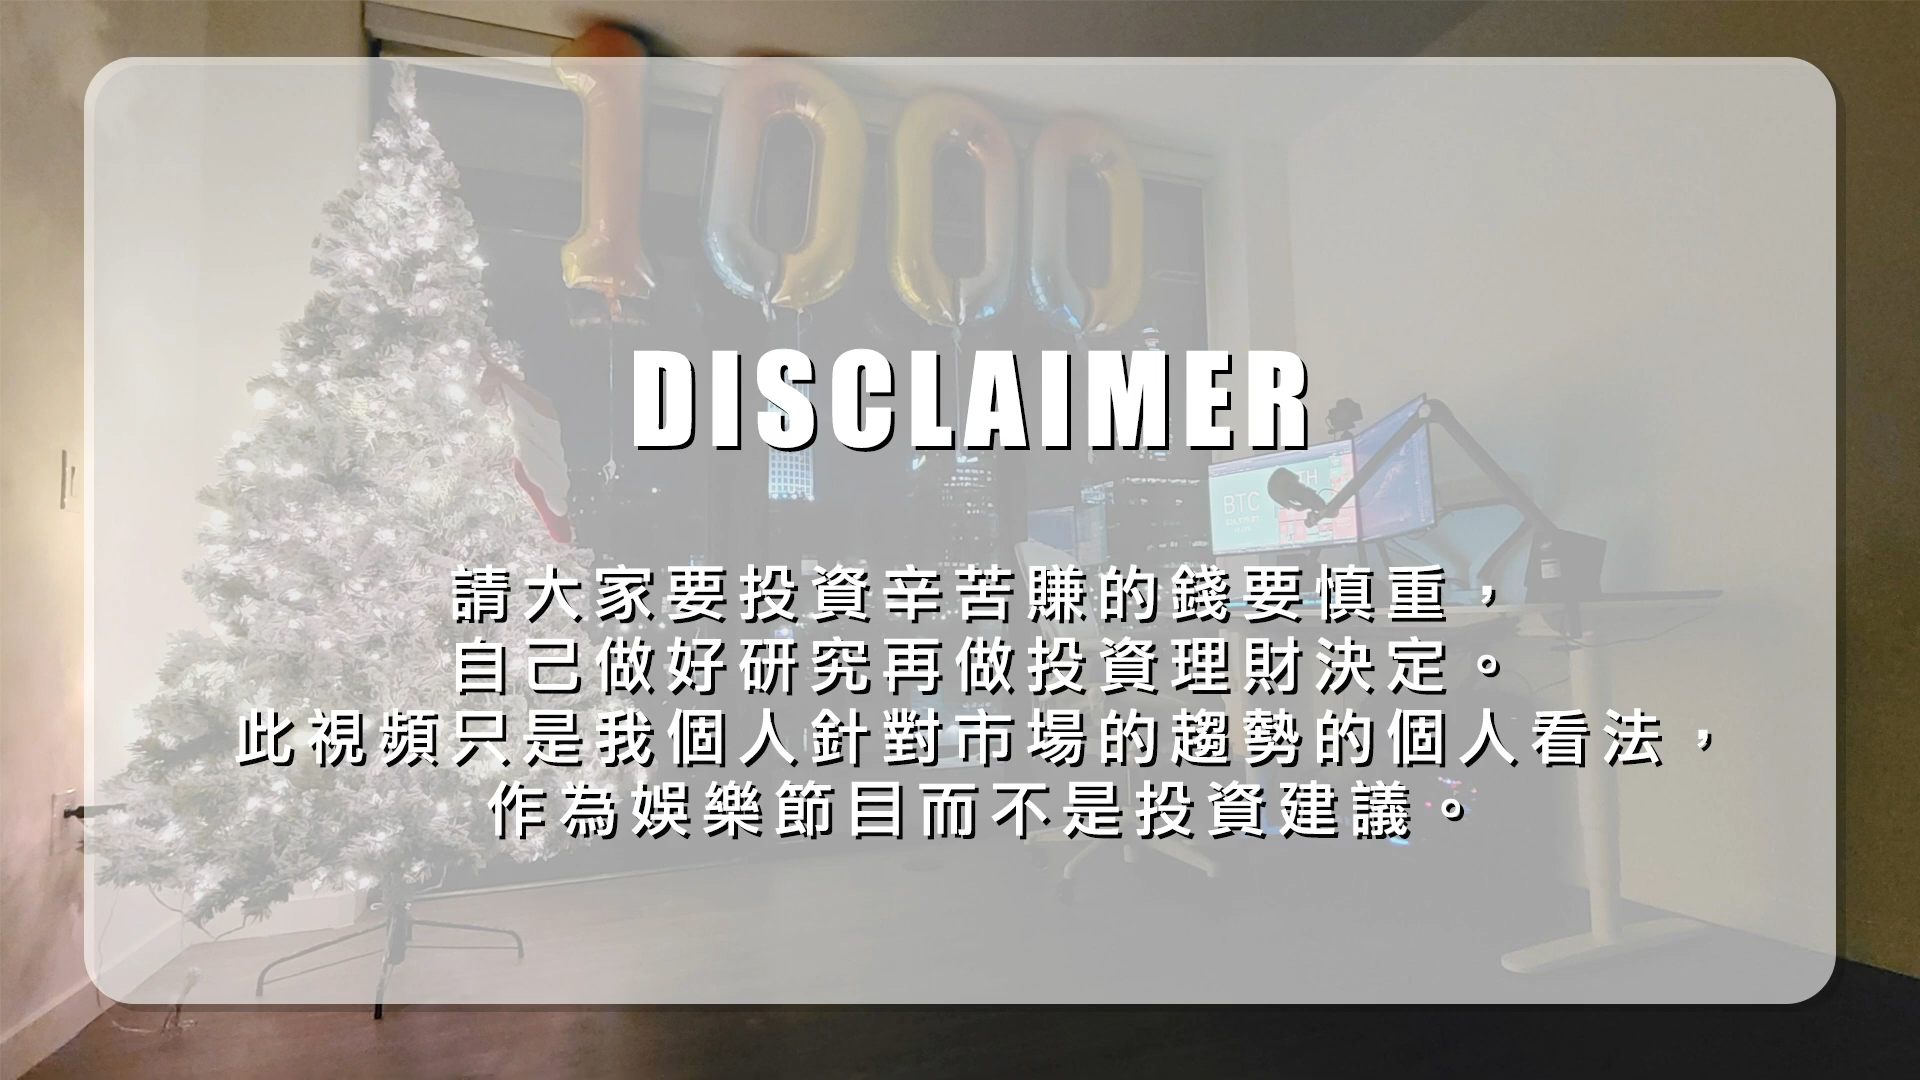 1000
DISCLAIMER
BTC
TH
請大家要投資辛苦賺的錢要慎重，
自己做好研究再做投資理財決定。
此視頻只是我個人針對市場的趨勢的個人看法，
作為娛樂節目而不是投資建議。